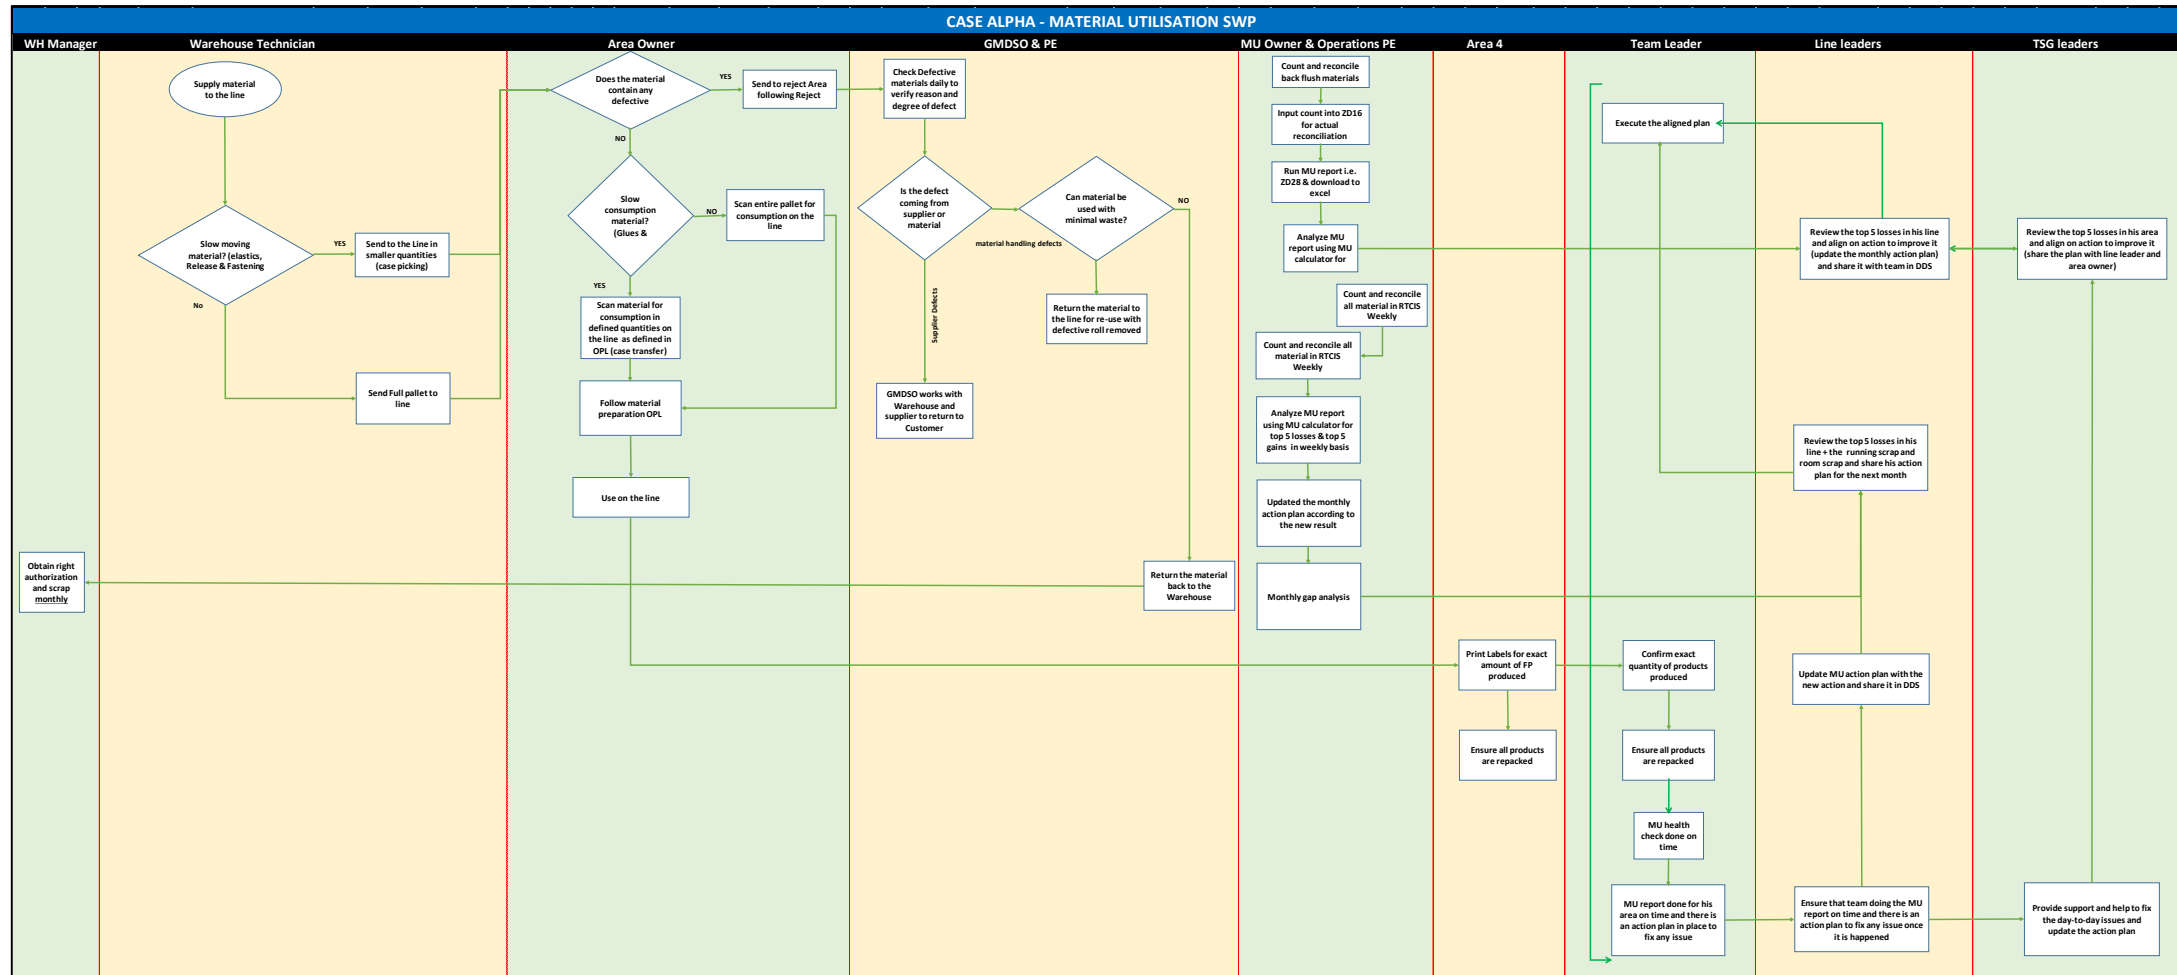 CASE ALPHA - MATERIAL UTILISATION SWP
WH Manager
Warehouse Technician
Area Owner
GMDSO & PE
MU Owner & Operations PE
Area 4
Team Leader
Line leaders
TSG leaders
Supply material
to the line
Slow moving
material? (elastics,
Release & Fastening
YES
No
Send to the Line in
smaller quantities
(case picking)
Send Full pallet to
line
Obtain right
authorization
and scrap
monthly
Does the material
contain any
defective
YES
NO
Send to reject Area
following Reject
Slow
consumption
material?
(Glues &
NO
YES
Scan entire pallet for
consumption on the
line
Scan material for
consumption in
defined quantities on
the line as defined in
OPL (case transfer)
Follow material
preparation OPL
Use on the line
Check Defective
materials daily to
verify reason and
degree of defect
Is the defect
coming from
supplier or
material
material handling defects
Supplier Defects
Can material be
used with
minimal waste?
NO
Return the material to
the line for re-use with
defective roll removed
GMDSO works with
Warehouse and
supplier to return to
Customer
Return the material
back to the
Warehouse
Count and reconcile
back flush materials
Input count into ZD16
for actual
reconciliation
Run MU report i.e.
ZD28 & download to
excel
Analyze MU
report using MU
calculator for
Count and reconcile
all material in RTCIS
Weekly
Count and reconcile all
material in RTCIS
Weekly
Analyze MU report
using MU calculator for
top 5 losses & top 5
gains in weekly basis
Updated the monthly
action plan according to
the new result
Monthly gap analysis
Print Labels for exact
amount of FP
produced
Ensure all products
are repacked
Execute the aligned plan
Confirm exact
quantity of products
produced
Ensure all products
are repacked
MU health
check done on
time
MU report done for his
area on time and there is
an action plan in place to
fix any issue
Review the top 5 losses in his line
and align on action to improve it
(update the monthly action plan)
and share it with team in DDS
Review the top 5 losses in his
line + the running scrap and
room scrap and share his action
plan for the next month
Update MU action plan with the
new action and share it in DDS
Ensure that team doing the MU
report on time and there is an
action plan to fix any issue once
it is happened
Review the top 5 losses in his area
and align on action to improve it
(share the plan with line leader and
area owner)
Provide support and help to fix
the day-to-day issues and
update the action plan